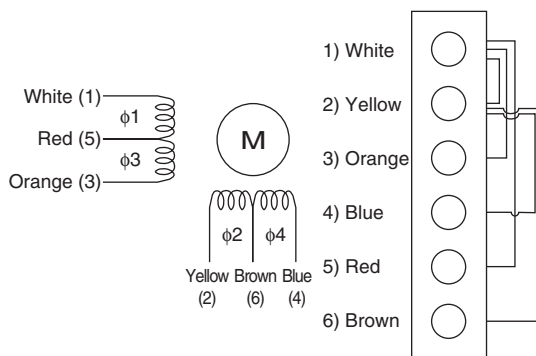 White (1)
ϕ1
Red (5)
ϕ3
Orange (3)
M
ϕ2 ϕ4
Yellow Brown Blue
(2) (6) (4)
1) White
2) Yellow
3) Orange
4) Blue
5) Red
6) Brown